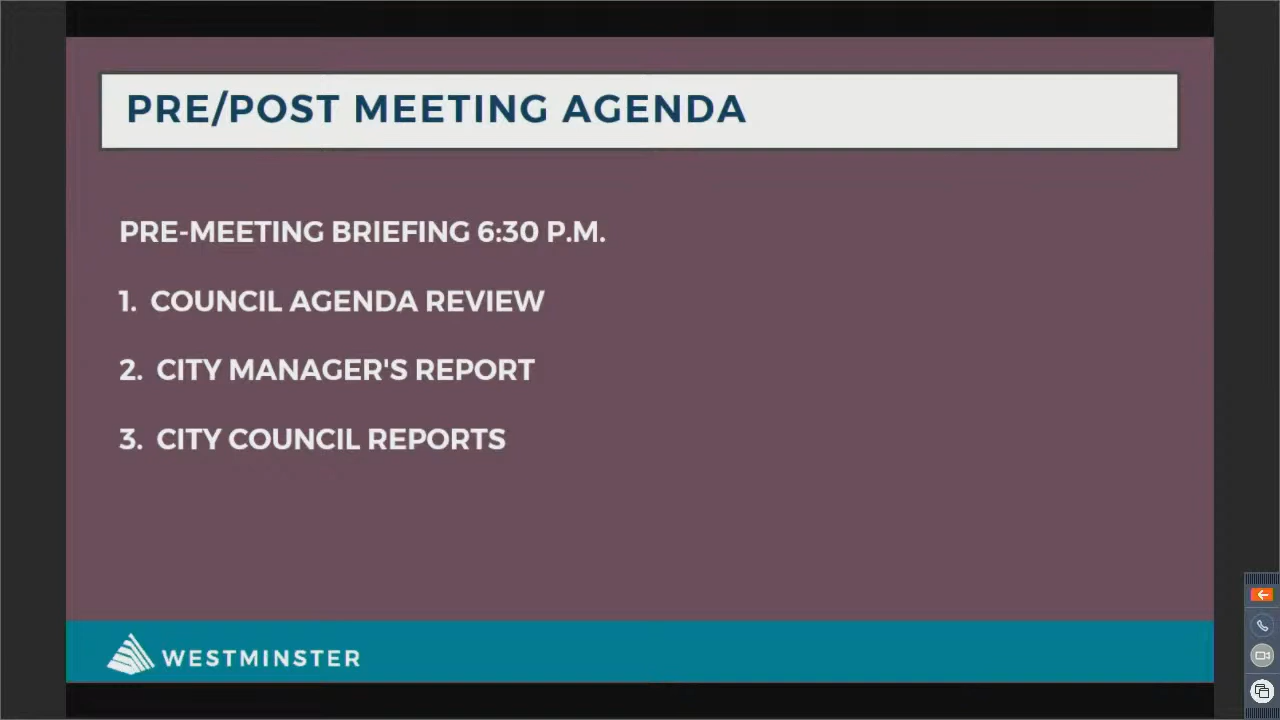 PRE/POST MEETING AGENDA
PRE-MEETING BRIEFING 6:30 P.M.
1. COUNCIL AGENDA REVIEW
2. CITY MANAGER'S REPORT
3. CITY COUNCIL REPORTS
WESTMINSTER